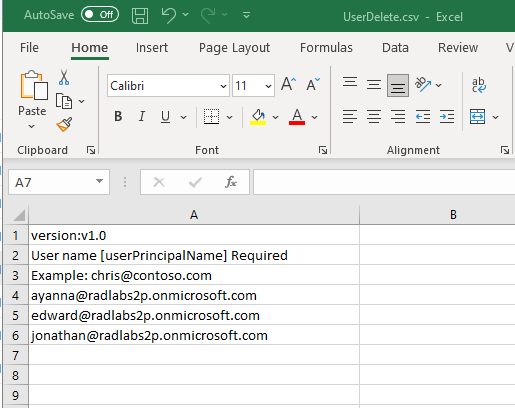 AutoSave Off UserDelete.csv - Excel
File Home Insert Page Layout Formulas Data Review View
Calibri 11 A A ab
Paste B I U A A c
Clipboard Font Alignment
A7 fx
A B
1 version:v1.0
2 User name [userPrincipalName] Required
3 Example: chris@contoso.com
4 ayanna@radlabs2p.onmicrosoft.com
5 edward@radlabs2p.onmicrosoft.com
6 jonathan@radlabs2p.onmicrosoft.com
7
8
9